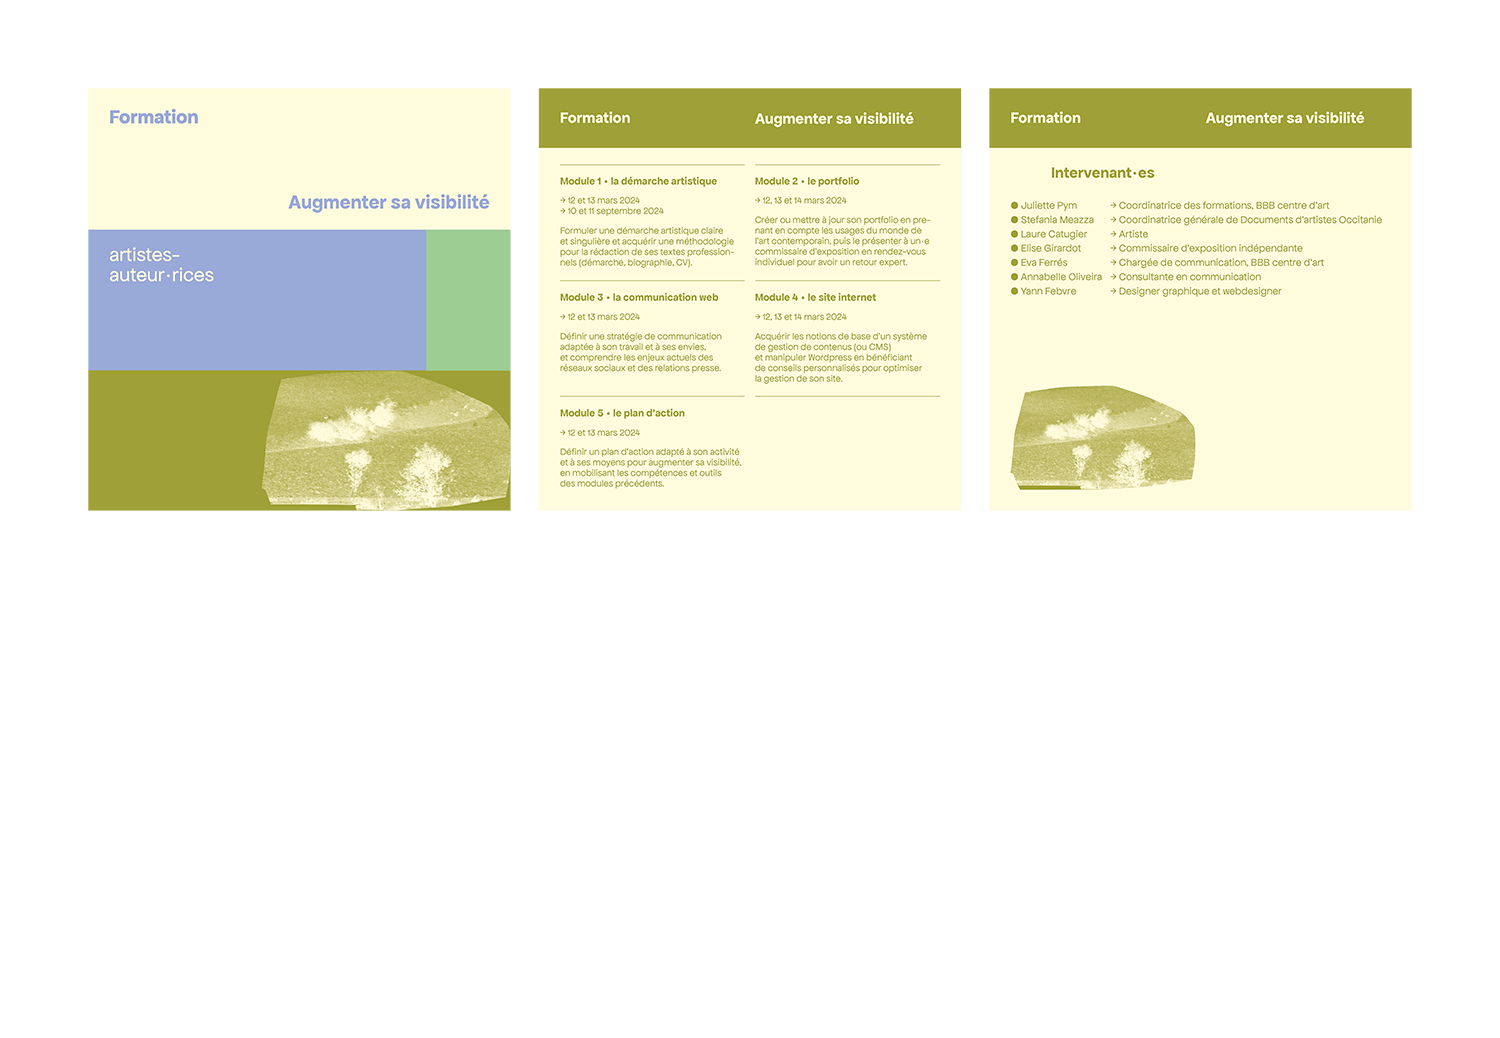 Formation
Augmenter sa visibilité
artistes–
auteur·rices
Formation
Augmenter sa visibilité
Module 1 • la démarche artistique
→ 12 et 13 mars 2024
→ 10 et 11 septembre 2024
Formuler une démarche artistique claire
et singulière et acquérir une méthodologie
pour la rédaction de ses textes profession–
nels (démarche, biographie, CV).
Module 2 • le portfolio
→ 12, 13 et 14 mars 2024
Créer ou mettre à jour son portfolio en pre–
nant en compte les usages du monde de
l'art contemporain, puis le présenter à un·e
commissaire d'exposition en rendez–vous
individuel pour avoir un retour expert.
Module 3 • la communication web
→ 12 et 13 mars 2024
Définir une stratégie de communication
adaptée à son travail et à ses envies,
et comprendre les enjeux actuels des
réseaux sociaux et des relations presse.
Module 4 • le site internet
→ 12, 13 et 14 mars 2024
Acquérir les notions de base d'un système
de gestion de contenus (ou CMS)
et manipuler Wordpress en bénéficiant
de conseils personnalisés pour optimiser
la gestion de son site.
Module 5 • le plan d'action
→ 12 et 13 mars 2024
Définir un plan d'action adapté à son activité
et à ses moyens pour augmenter sa visibilité,
en mobilisant les compétences et outils
des modules précédents.
Formation
Augmenter sa visibilité
Intervenant·es
● Juliette Pym → Coordinatrice des formations, BBB centre d'art
● Stefania Meazza → Coordinatrice générale de Documents d'artistes Occitanie
● Laure Catugier → Artiste
● Elise Girardot → Commissaire d'exposition indépendante
● Eva Ferrés → Chargée de communication, BBB centre d'art
● Annabelle Oliveira → Consultante en communication
● Yann Febvre → Designer graphique et webdesigner